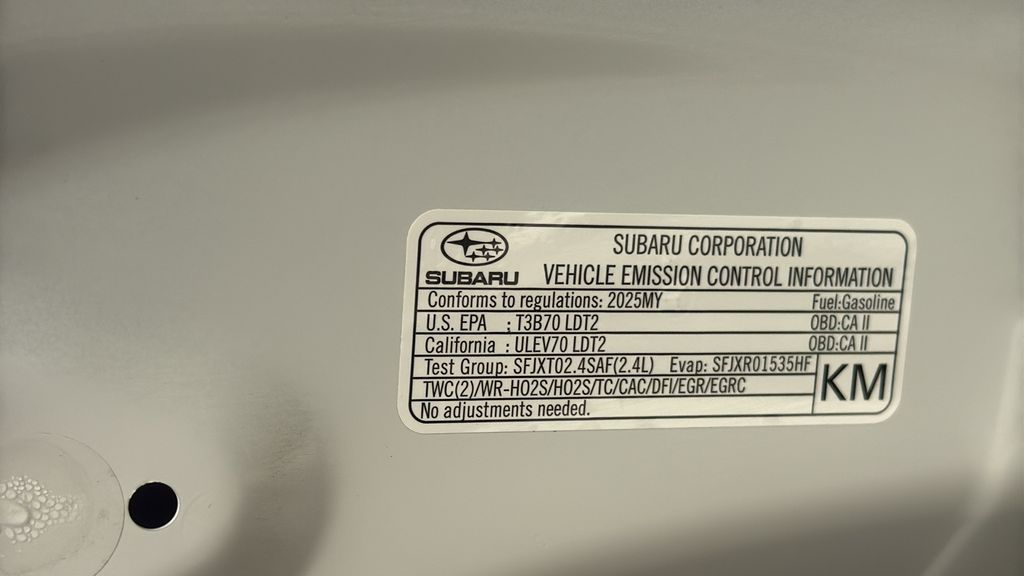 SUBARU
SUBARU CORPORATION
VEHICLE EMISSION CONTROL INFORMATION
Conforms to regulations: 2025MY Fuel:Gasoline
U.S. EPA : T3B70 LDT2 OBD:CA II
California : ULEV70 LDT2 OBD:CA II
Test Group: SFJXT02.4SAF(2.4L) Evap: SFJXR01535HF
TWC(2)/WR-HO2S/HO2S/TC/CAC/DFI/EGR/EGRC
No adjustments needed.
KM